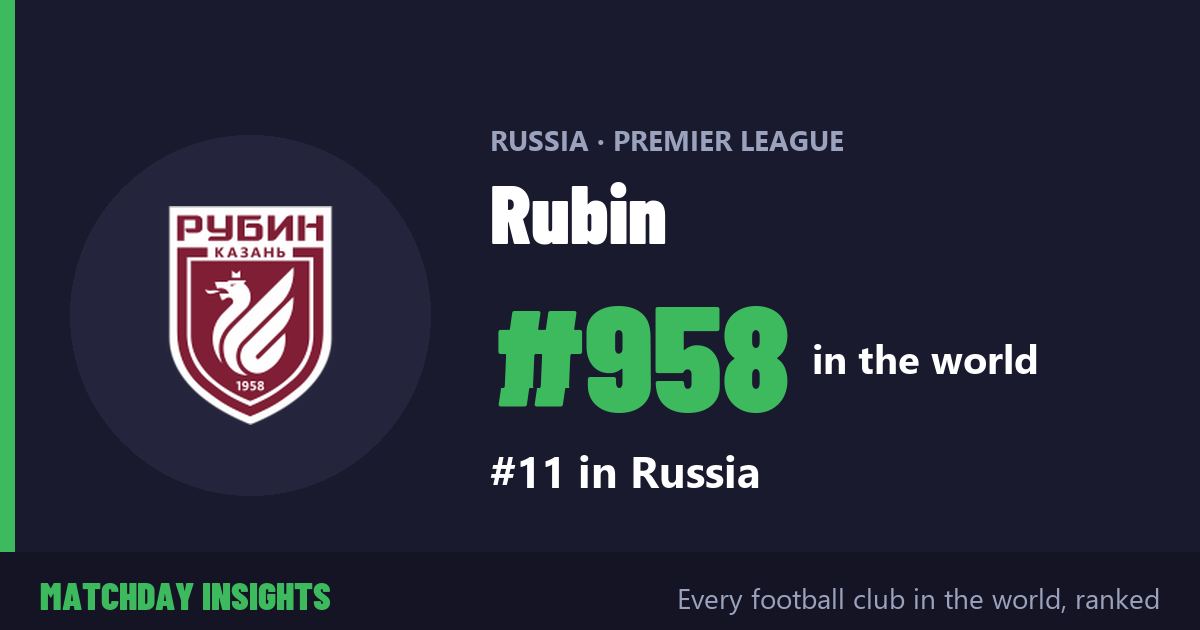 РУБИН
КАЗАНЬ
1958
RUSSIA · PREMIER LEAGUE
Rubin
#958 in the world
#11 in Russia
MATCHDAY INSIGHTS
Every football club in the world, ranked